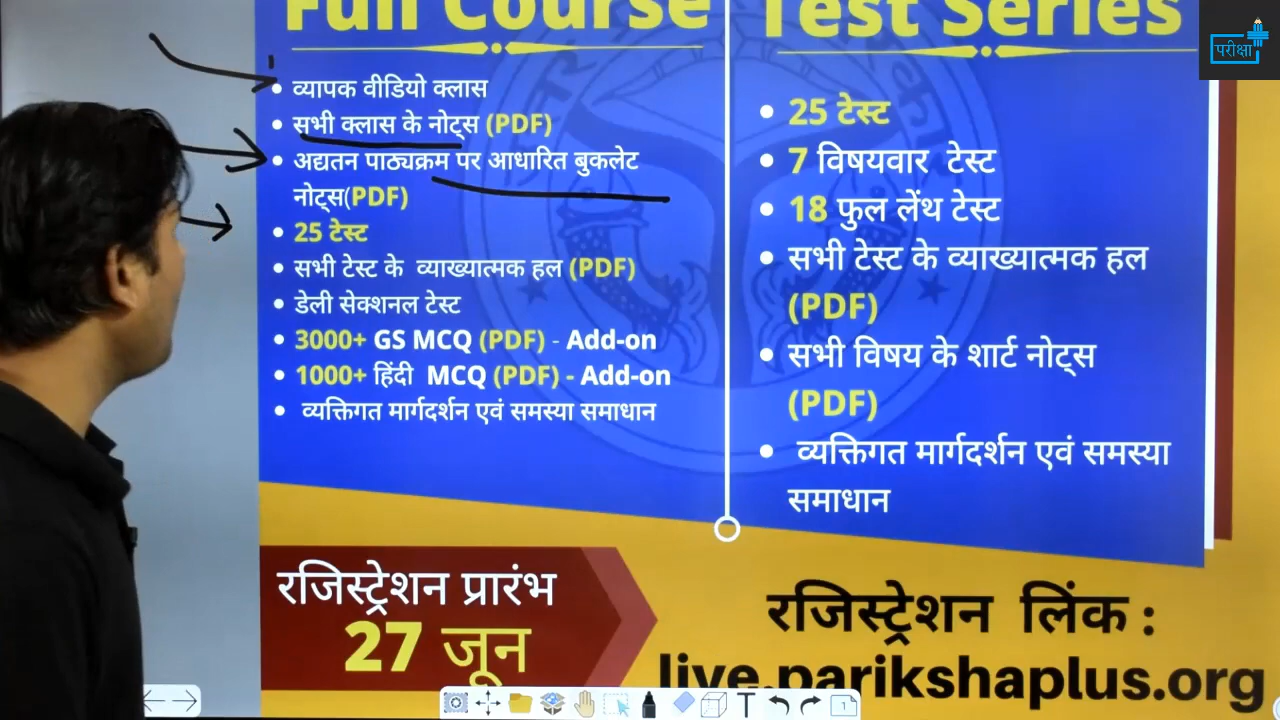 Full Course
व्यापक वीडियो क्लास
सभी क्लास के नोट्स (PDF)
अद्यतन पाठ्यक्रम पर आधारित बुकलेट
नोट्स(PDF)
25 टेस्ट
सभी टेस्ट के व्याख्यात्मक हल (PDF)
डेली सेक्शनल टेस्ट
3000+ GS MCQ (PDF) - Add-on
1000+ हिंदी MCQ (PDF) - Add-on
व्यक्तिगत मार्गदर्शन एवं समस्या समाधान
Test Series
25 टेस्ट
7 विषयवार टेस्ट
18 फुल लेंथ टेस्ट
सभी टेस्ट के व्याख्यात्मक हल
(PDF)
सभी विषय के शार्ट नोट्स
(PDF)
व्यक्तिगत मार्गदर्शन एवं समस्या
समाधान
रजिस्ट्रेशन प्रारंभ
27 जून
रजिस्ट्रेशन लिंक :
live.parikshaplus.org
परीक्षा